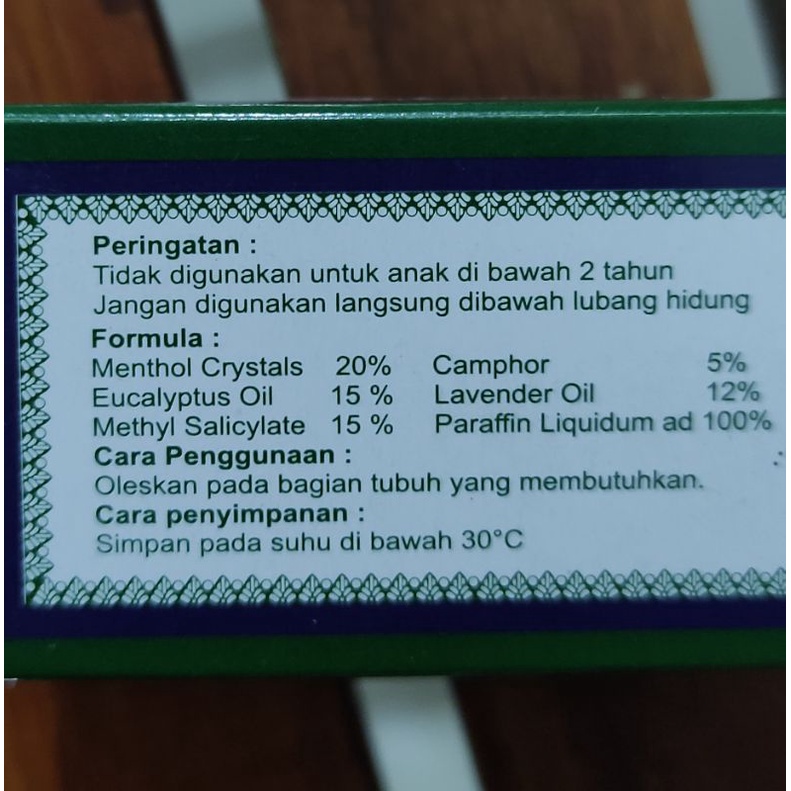 Peringatan :
Tidak digunakan untuk anak di bawah 2 tahun
Jangan digunakan langsung dibawah lubang hidung
Formula :
Menthol Crystals 20% Camphor 5%
Eucalyptus Oil 15 % Lavender Oil 12%
Methyl Salicylate 15 % Paraffin Liquidum ad 100%
Cara Penggunaan :
Oleskan pada bagian tubuh yang membutuhkan.
Cara penyimpanan :
Simpan pada suhu di bawah 30°C